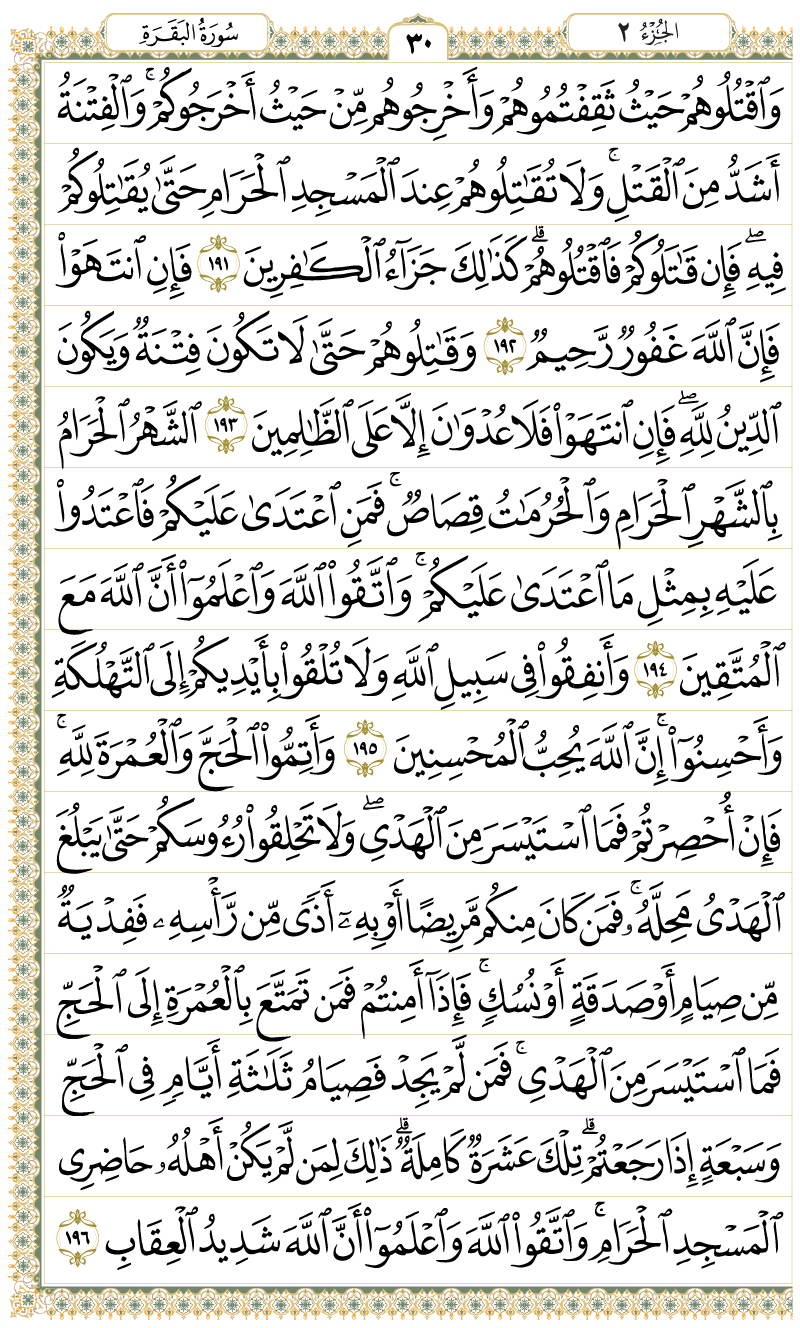 الجُزْءُ ٢
٣٠
سُورَةُ البَقَرَةِ
وَٱقۡتُلُوهُمۡ حَيۡثُ ثَقِفۡتُمُوهُمۡ وَأَخۡرِجُوهُم مِّنۡ حَيۡثُ أَخۡرَجُوكُمۡۚ وَٱلۡفِتۡنَةُ
أَشَدُّ مِنَ ٱلۡقَتۡلِۚ وَلَا تُقَٰتِلُوهُمۡ عِندَ ٱلۡمَسۡجِدِ ٱلۡحَرَامِ حَتَّىٰ يُقَٰتِلُوكُمۡ
فِيهِۖ فَإِن قَٰتَلُوكُمۡ فَٱقۡتُلُوهُمۡۗ كَذَٰلِكَ جَزَآءُ ٱلۡكَٰفِرِينَ ١٩١ فَإِنِ ٱنتَهَوۡاْ
فَإِنَّ ٱللَّهَ غَفُورٞ رَّحِيمٞ ١٩٢ وَقَٰتِلُوهُمۡ حَتَّىٰ لَا تَكُونَ فِتۡنَةٞ وَيَكُونَ
ٱلدِّينُ لِلَّهِۖ فَإِنِ ٱنتَهَوۡاْ فَلَا عُدۡوَٰنَ إِلَّا عَلَى ٱلظَّٰلِمِينَ ١٩٣ ٱلشَّهۡرُ ٱلۡحَرَامُ
بِٱلشَّهۡرِ ٱلۡحَرَامِ وَٱلۡحُرُمَٰتُ قِصَاصٞۚ فَمَنِ ٱعۡتَدَىٰ عَلَيۡكُمۡ فَٱعۡتَدُواْ
عَلَيۡهِ بِمِثۡلِ مَا ٱعۡتَدَىٰ عَلَيۡكُمۡۚ وَٱتَّقُواْ ٱللَّهَ وَٱعۡلَمُوٓاْ أَنَّ ٱللَّهَ مَعَ
ٱلۡمُتَّقِينَ ١٩٤ وَأَنفِقُواْ فِي سَبِيلِ ٱللَّهِ وَلَا تُلۡقُواْ بِأَيۡدِيكُمۡ إِلَى ٱلتَّهۡلُكَةِ
وَأَحۡسِنُوٓاْۚ إِنَّ ٱللَّهَ يُحِبُّ ٱلۡمُحۡسِنِينَ ١٩٥ وَأَتِمُّواْ ٱلۡحَجَّ وَٱلۡعُمۡرَةَ لِلَّهِۚ
فَإِنۡ أُحۡصِرۡتُمۡ فَمَا ٱسۡتَيۡسَرَ مِنَ ٱلۡهَدۡيِۖ وَلَا تَحۡلِقُواْ رُءُوسَكُمۡ حَتَّىٰ يَبۡلُغَ
ٱلۡهَدۡيُ مَحِلَّهُۥۚ فَمَن كَانَ مِنكُم مَّرِيضًا أَوۡ بِهِۦٓ أَذٗى مِّن رَّأۡسِهِۦ فَفِدۡيَةٞ
مِّن صِيَامٍ أَوۡ صَدَقَةٍ أَوۡ نُسُكٖۚ فَإِذَآ أَمِنتُمۡ فَمَن تَمَتَّعَ بِٱلۡعُمۡرَةِ إِلَى ٱلۡحَجِّ
فَمَا ٱسۡتَيۡسَرَ مِنَ ٱلۡهَدۡيِۚ فَمَن لَّمۡ يَجِدۡ فَصِيَامُ ثَلَٰثَةِ أَيَّامٖ فِي ٱلۡحَجِّ
وَسَبۡعَةٍ إِذَا رَجَعۡتُمۡۗ تِلۡكَ عَشَرَةٞ كَامِلَةٞۗ ذَٰلِكَ لِمَن لَّمۡ يَكُنۡ أَهۡلُهُۥ حَاضِرِي
ٱلۡمَسۡجِدِ ٱلۡحَرَامِۚ وَٱتَّقُواْ ٱللَّهَ وَٱعۡلَمُوٓاْ أَنَّ ٱللَّهَ شَدِيدُ ٱلۡعِقَابِ ١٩٦